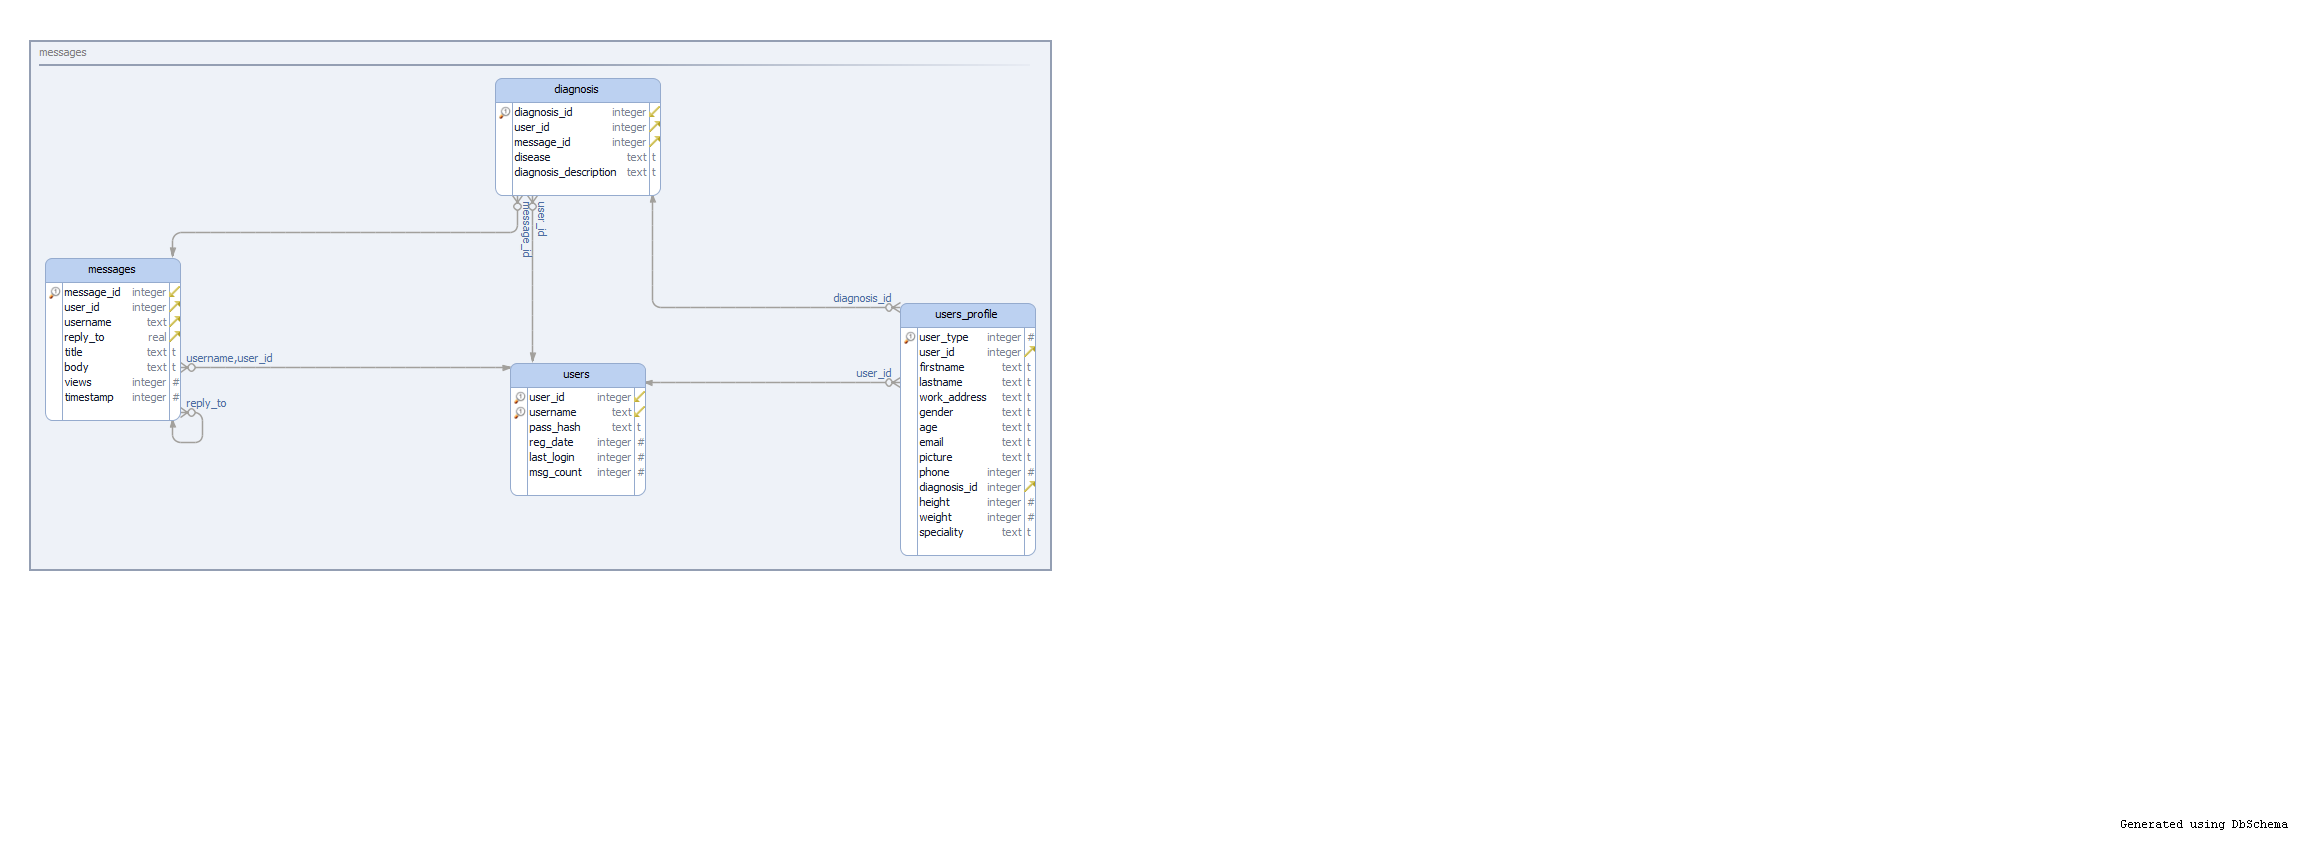 messages
diagnosis
diagnosis_id integer
user_id integer
message_id integer
disease text t
diagnosis_description text t
user_id
message_id
messages
message_id integer
user_id integer
username text
reply_to real
title text t
body text t
views integer #
timestamp integer #
username,user_id
reply_to
users
user_id integer
username text
pass_hash text t
reg_date integer #
last_login integer #
msg_count integer #
diagnosis_id
user_id
users_profile
user_type integer #
user_id integer
firstname text t
lastname text t
work_address text t
gender text t
age text t
email text t
picture text t
phone integer #
diagnosis_id integer
height integer #
weight integer #
speciality text t
Generated using DbSchema